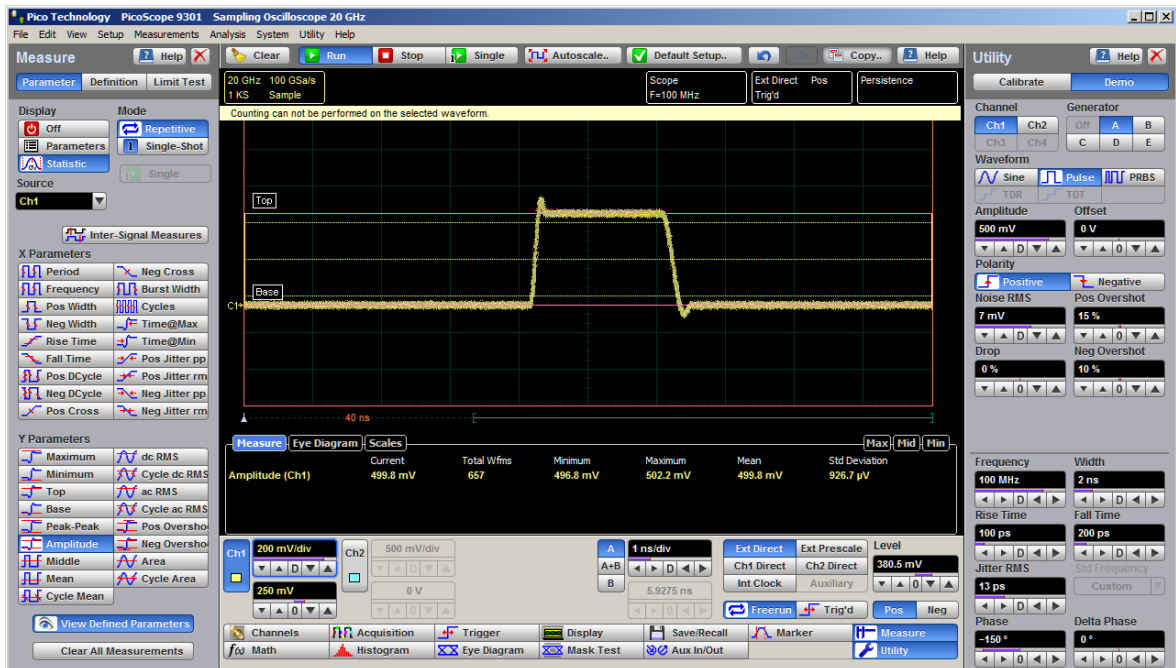 Pico Technology PicoScope 9301 Sampling Oscilloscope 20 GHz
File Edit View Setup Measurements Analysis System Utility Help
Measure Help
Parameter Definition Limit Test
Display Mode
Off Repetitive
Parameters 1 Single-Shot
Statistic
Single
Source
Ch1
Inter-Signal Measures
X Parameters
Period Neg Cross
Frequency Burst Width
Pos Width Cycles
Neg Width Time@Max
Rise Time Time@Min
Fall Time Pos Jitter pp
Pos DCycle Pos Jitter rm
Neg DCycle Neg Jitter pp
Pos Cross Neg Jitter rm
Y Parameters
Maximum dc RMS
Minimum Cycle dc RMS
Top ac RMS
Base Cycle ac RMS
Peak-Peak Pos Oversho
Amplitude Neg Oversho
Middle Area
Mean Cycle Area
Cycle Mean
View Defined Parameters
Clear All Measurements
Clear Run Stop Single Autoscale.. Default Setup.. Copy.. Help
20 GHz 100 GSa/s
1 KS Sample
Scope
F=100 MHz
Ext Direct Pos
Trig'd
Persistence
Counting can not be performed on the selected waveform.
Top
Base
C1
40 ns
Measure Eye Diagram Scales Max Mid Min
Current Total Wfms Minimum Maximum Mean Std Deviation
Amplitude (Ch1) 499.8 mV 657 496.8 mV 502.2 mV 499.8 mV 926.7 µV
Ch1 200 mV/div Ch2 500 mV/div
D D
250 mV 0 V
0 0
A 1 ns/div
A+B D
B 5.9275 ns
0
Ext Direct Ext Prescale Level
Ch1 Direct Ch2 Direct 380.5 mV
Int Clock Auxiliary 0
Freerun Trig'd Pos Neg
Channels Acquisition Trigger Display Save/Recall Marker Measure
f(x) Math Histogram Eye Diagram Mask Test Aux In/Out Utility
Utility Help
Calibrate Demo
Channel Generator
Ch1 Ch2 Off A B
Ch3 Ch4 C D E
Waveform
Sine Pulse PRBS
TDR TDT
Amplitude Offset
500 mV 0 V
D 0
Polarity
Positive Negative
Noise RMS Pos Overshot
7 mV 15 %
D 0
Drop Neg Overshot
0 % 10 %
0 0
Frequency Width
100 MHz 2 ns
D D
Rise Time Fall Time
100 ps 200 ps
D D
Jitter RMS Std Frequency
13 ps Custom
D
Phase Delta Phase
-150 ° 0 °
0 0